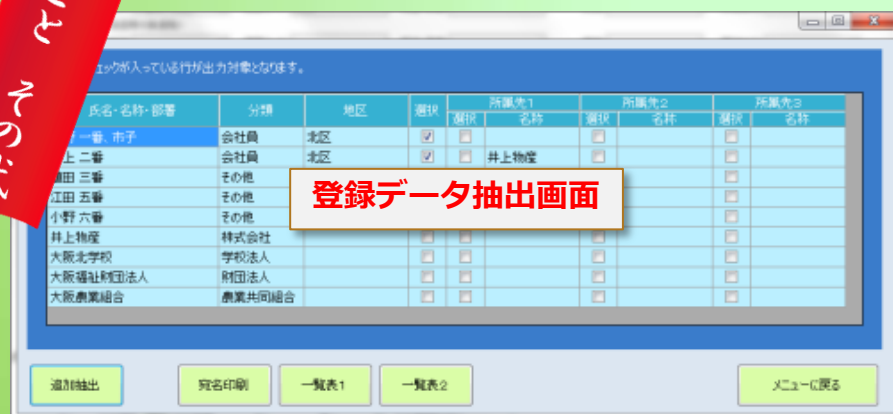 こと その弐
ェックが入っている行が出力対象となります。
氏名・名称・部署 分類 地区 選択 所属先1 所属先2 所属先3
選択 名称 選択 名称 選択 名称
一番、市子 会社員 北区
上 二番 会社員 北区 井上物産
田 三番 その他
江田 五番 その他
小野 六番 その他
井上物産 株式会社
大阪北学校 学校法人
大阪福祉財団法人 財団法人
大阪農業組合 農業共同組合
登録データ抽出画面
追加抽出 宛名印刷 一覧表1 一覧表2 メニューに戻る